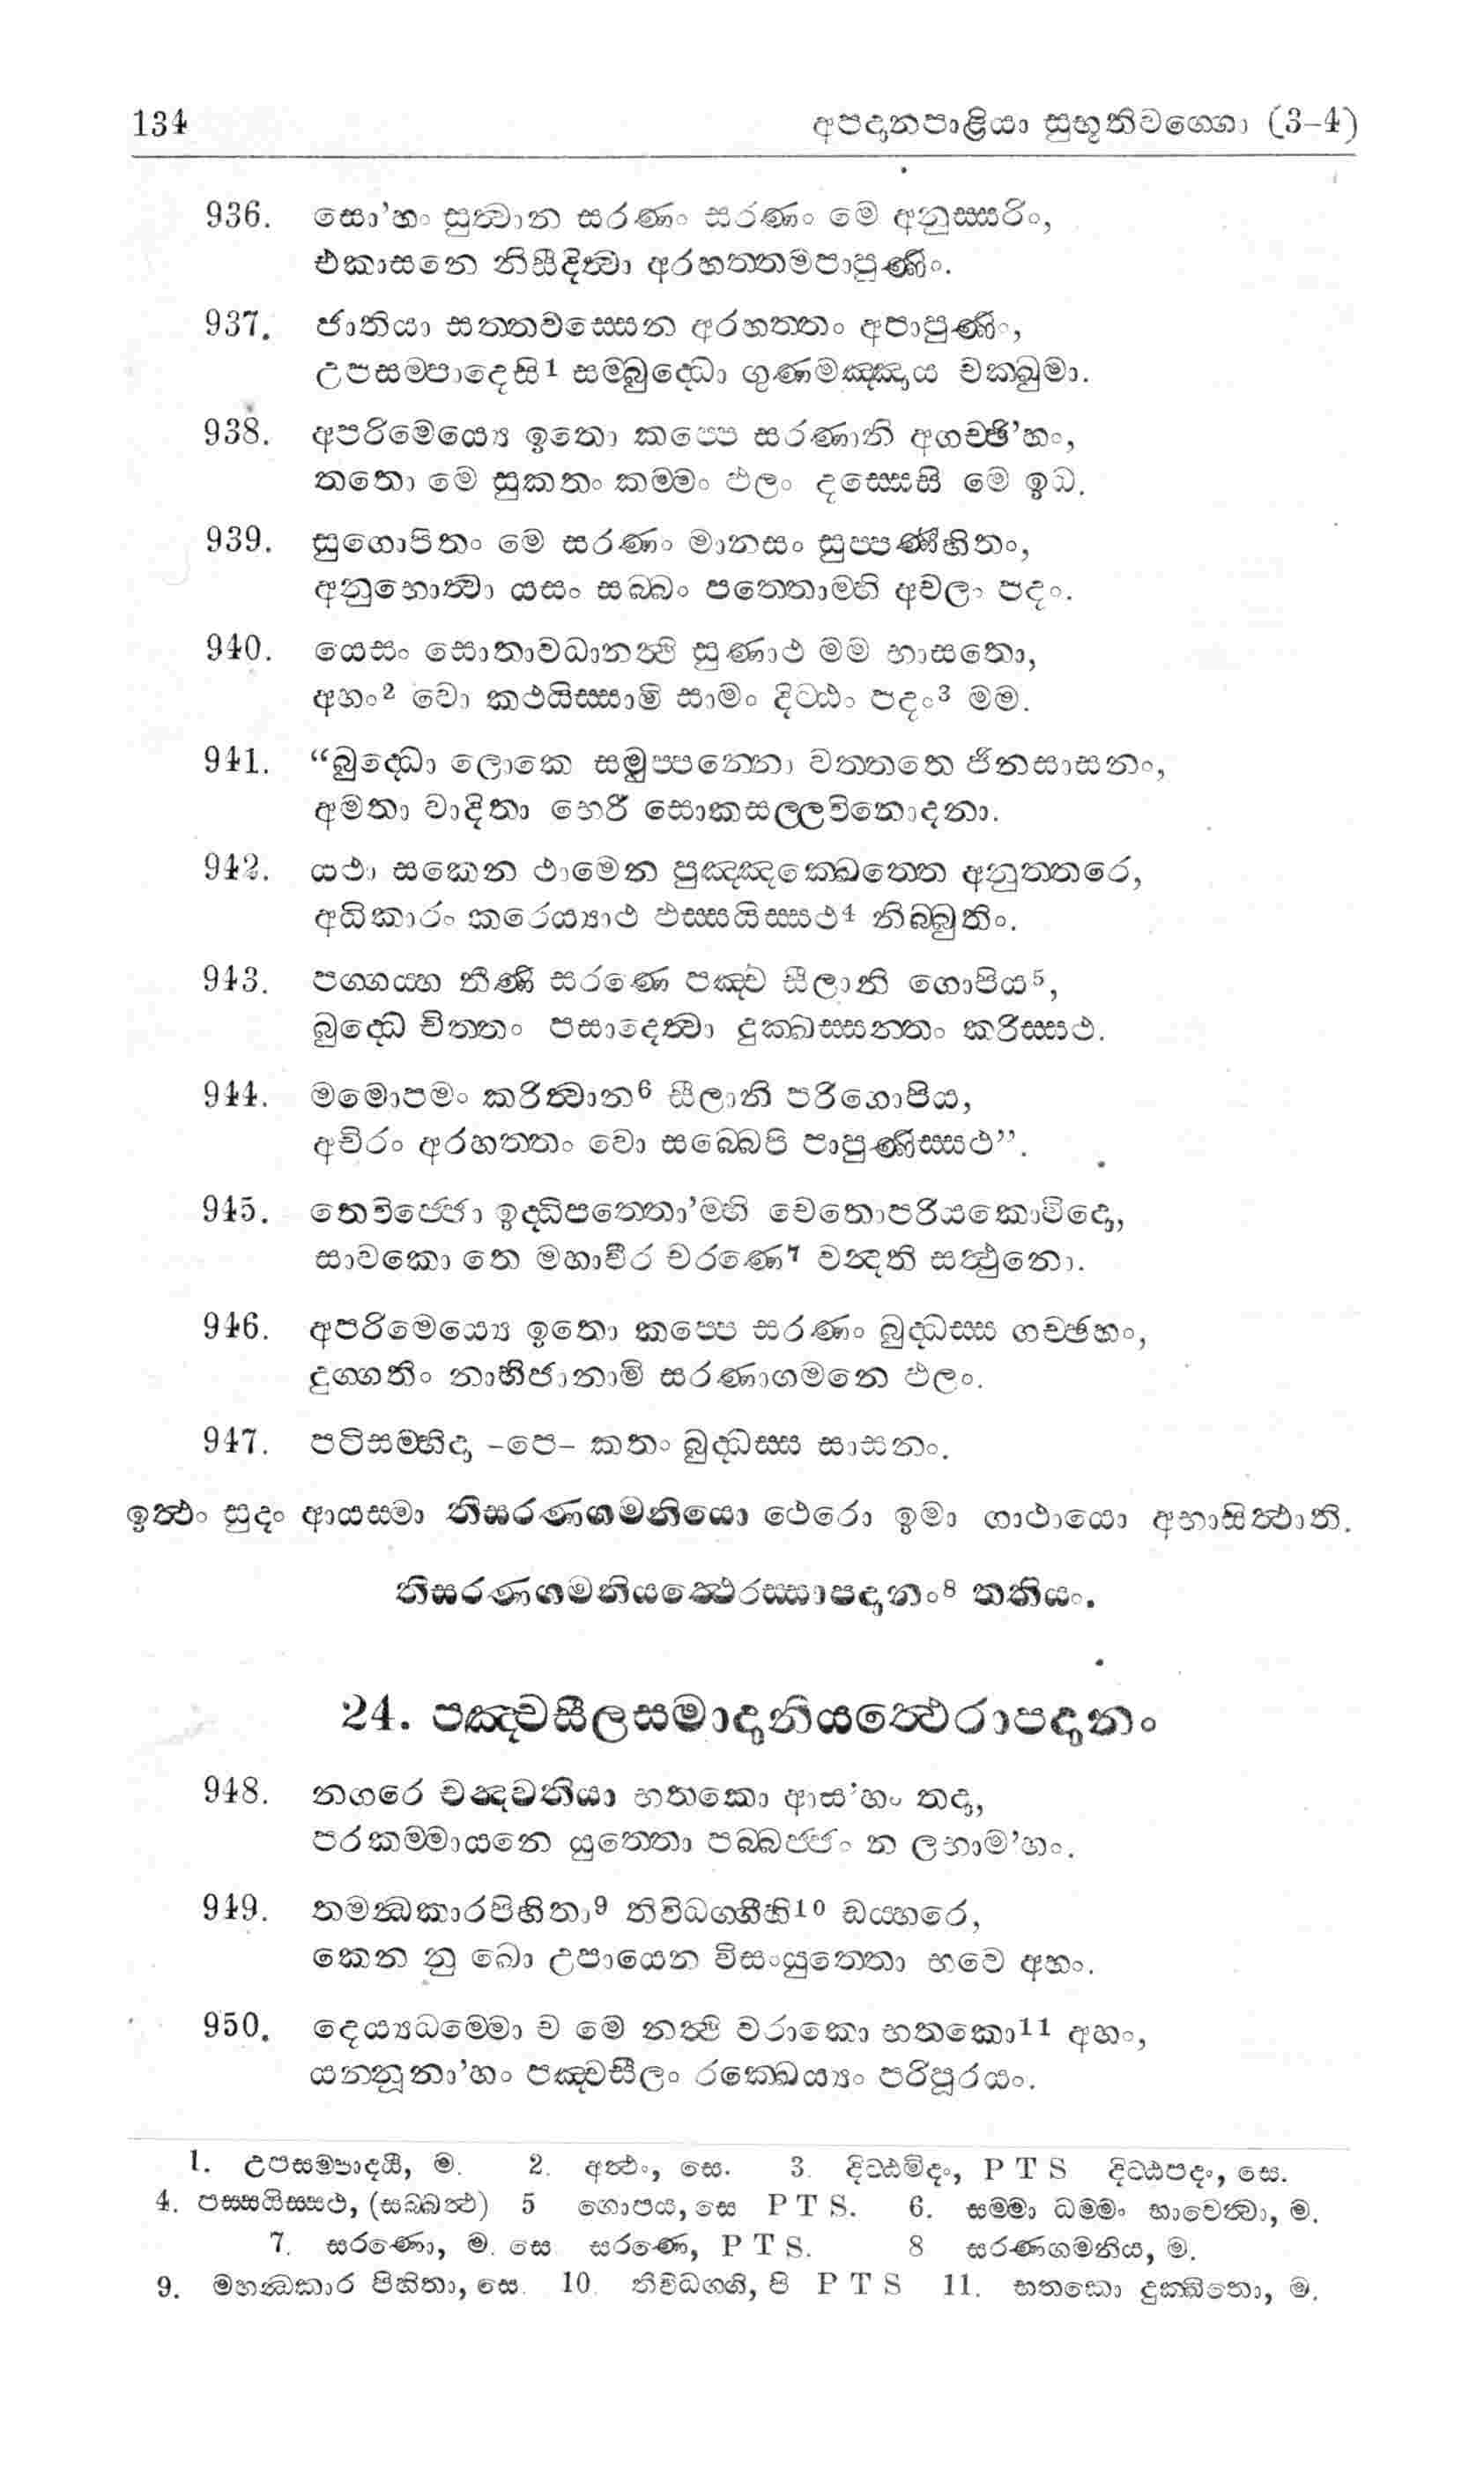 134 අපදානපාළියා සුභූතිවග්ගො (3-4)
936. සො’හං සුත්වාන සරණං සරණං මෙ අනුස්සරිං,
එකාසනෙ නිසීදිත්වා අරහත්තමපාපුණිං.
937. ජාතියා සත්තවස්සෙන අරහත්තං අපාපුණිං,
උපසම්පාදෙසි1 සම්බුද්ධො ගුණමඤ්ඤාය චක්ඛුමා.
938. අපරිමෙය්‍යෙ ඉතො කප්පෙ සරණානි අගච්ඡි’හං,
තතො මෙ සුකතං කම්මං ඵලං දස්සෙසි මෙ ඉධ.
939. සුගොපිතං මෙ සරණං මානසං සුප්පණීහිතං,
අනුභොත්වා යසං සබ්බං පත්තොම්හි අචලං පදං.
940. යෙසං සොතාවධානත්ථි සුණාථ මම භාසතො,
අහං2 වො කථයිස්සාමි සාමං දිට්ඨං පදං3 මම.
941. “බුද්ධො ලොකෙ සමුප්පන්නො වත්තතෙ ජිනසාසනං,
අමතා වාදිතා භෙරී සොකසල්ලවිනොදනා.
942. යථා සකෙන ථාමෙන පුඤ්ඤක්ඛෙත්තෙ අනුත්තරෙ,
අධිකාරං කරෙය්‍යාථ ඵස්සයිස්සථ4 නිබ්බුතිං.
943. පග්ගය්හ තීණි සරණෙ පඤ්ච සීලානි ගොපිය5,
බුද්ධෙ චිත්තං පසාදෙත්වා දුක්ඛස්සන්තං කරිස්සථ.
944. මමොපමං කරිත්වාන6 සීලානි පරිගොපිය,
අචිරං අරහත්තං වො සබ්බෙපි පාපුණිස්සථ”.
945. තෙවිජ්ජො ඉද්ධිපත්තො’ම්හි චෙතොපරියකොවිදො,
සාවකො තෙ මහාවීර චරණෙ7 වන්දති සත්ථුනො.
946. අපරිමෙය්‍යෙ ඉතො කප්පෙ සරණං බුද්ධස්ස ගච්ඡහං,
දුග්ගතිං නාභිජානාමි සරණාගමනෙ ඵලං.
947. පටිසම්භිදා -පෙ- කතං බුද්ධස්ස සාසනං.
ඉත්ථං සුදං ආයස්මා තිසරණගමනියො ථෙරො ඉමා ගාථායො අභාසිත්ථාති.
තිසරණගමනියත්ථෙරස්සාපදානං8 තතියං.
24. පඤ්චසීලසමාදානියත්ථෙරාපදානං
948. නගරෙ චන්දවතියා භතකො ආස’හං තදා,
පරකම්මායනෙ යුත්තො පබ්බජ්ජං න ලභාම’හං.
949. තමන්ධකාරපිහිතා9 තිවිධග්ගීහි10 ඩය්හරෙ,
කෙන නු ඛො උපායෙන විසංයුත්තො භවෙ අහං.
950. දෙය්‍යධම්මො ච මෙ නත්ථි වරාකො භතකො11 අහං,
යන්නූනා’හං පඤ්චසීලං රක්ඛෙය්‍යං පරිපූරයං.
1. උපසම්පාදයී, ම. 2. අත්ථං, සෙ. 3. දිට්ඨමිදං, P T S දිට්ඨපදං, සෙ.
4. පස්සයිස්සථ, (සබ්බත්ථ) 5 ගොපය, සෙ P T S. 6. සම්මා ධම්මං භාවෙත්වා, ම.
7. සරණො, ම. සෙ සරණෙ, P T S. 8 සරණගමනිය, ම.
9. මහන්ධකාර පිහිතා, සෙ. 10. තිවිධග්ගි, පි P T S 11. භතකො දුක්ඛිතො, ම.